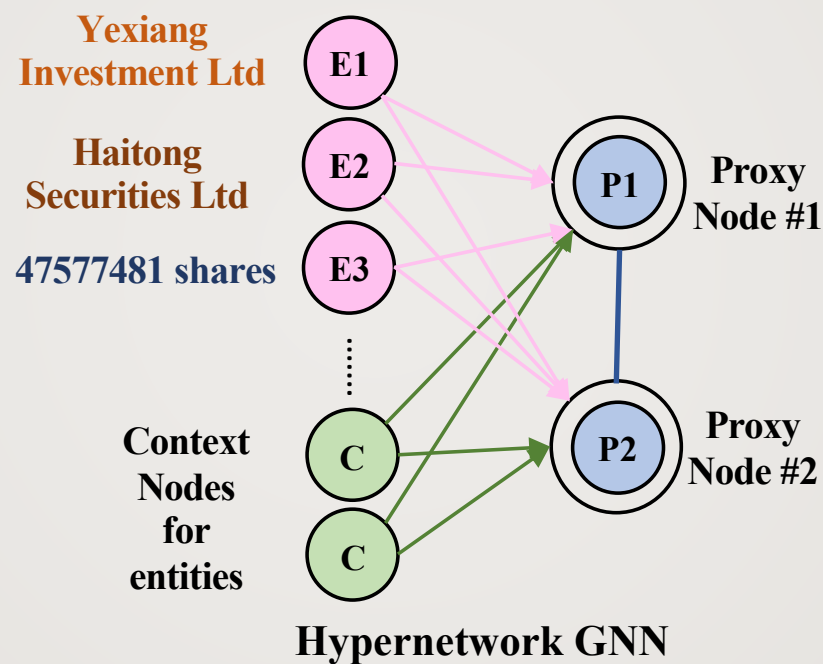 Yexiang
Investment Ltd
E1
Haitong
Securities Ltd
E2
47577481 shares
E3
P1
Proxy
Node #1
Context
Nodes
for
entities
C
C
P2
Proxy
Node #2
Hypernetwork GNN